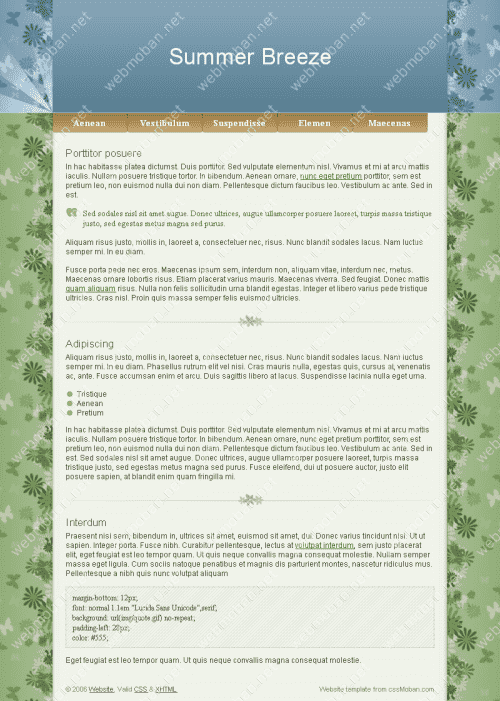 Summer Breeze
Aenean Vestibulum Suspendisse Elemen Maecenas
Porttitor posuere
In hac habitasse platea dictumst. Duis porttitor. Sed vulputate elementum nisl. Vivamus et mi at arcu mattis
iaculis. Nullam posuere tristique tortor. In bibendum. Aenean ornare, nunc eget pretium porttitor, sem est
pretium leo, non euismod nulla dui non diam. Pellentesque dictum faucibus leo. Vestibulum ac ante. Sed in
est.
Sed sodales nisl sit amet augue. Donec ultrices, augue ullamcorper posuere laoreet, turpis massa tristique
justo, sed egestas metus magna sed purus.
Aliquam risus justo, mollis in, laoreet a, consectetuer nec, risus. Nunc blandit sodales lacus. Nam luctus
semper mi. In eu diam.
Fusce porta pede nec eros. Maecenas ipsum sem, interdum non, aliquam vitae, interdum nec, metus.
Maecenas ornare lobortis risus. Etiam placerat varius mauris. Maecenas viverra. Sed feugiat. Donec mattis
quam aliquam risus. Nulla non felis sollicitudin urna blandit egestas. Integer et libero varius pede tristique
ultricies. Cras nisl. Proin quis massa semper felis euismod ultricies.
Adipiscing
Aliquam risus justo, mollis in, laoreet a, consectetuer nec, risus. Nunc blandit sodales lacus. Nam luctus
semper mi. In eu diam. Phasellus rutrum elit vel nisi. Cras mauris nulla, egestas quis, cursus at, venenatis
ac, ante. Fusce accumsan enim et arcu. Duis sagittis libero at lacus. Suspendisse lacinia nulla eget urna.
Tristique
Aenean
Pretium
In hac habitasse platea dictumst. Duis porttitor. Sed vulputate elementum nisl. Vivamus et mi at arcu mattis
iaculis. Nullam posuere tristique tortor. In bibendum. Aenean ornare, nunc eget pretium porttitor, sem est
pretium leo, non euismod nulla dui non diam. Pellentesque dictum faucibus leo. Vestibulum ac ante. Sed in
est. Sed sodales nisl sit amet augue. Donec ultrices, augue ullamcorper posuere laoreet, turpis massa
tristique justo, sed egestas metus magna sed purus. Fusce eleifend, dui ut posuere auctor, justo elit
posuere sapien, at blandit enim quam fringilla mi.
Interdum
Praesent nisi sem, bibendum in, ultrices sit amet, euismod sit amet, dui. Donec varius tincidunt nisi. Ut ut
sapien. Integer porta. Fusce nibh. Curabitur pellentesque, lectus at volutpat interdum, sem justo placerat
elit, eget feugiat est leo tempor quam. Ut quis neque convallis magna consequat molestie. Nullam semper
massa eget ligula. Cum sociis natoque penatibus et magnis dis parturient montes, nascetur ridiculus mus.
Pellentesque a nibh quis nunc volutpat aliquam
margin-bottom: 12px;
font: normal 1.1em "Lucida Sans Unicode",serif;
background: url(img/quote.gif) no-repeat;
padding-left: 28px;
color: #555;
Eget feugiat est leo tempor quam. Ut quis neque convallis magna consequat molestie.
© 2006 Website. Valid CSS & XHTML Website template from cssMoban.com
webmoban.net